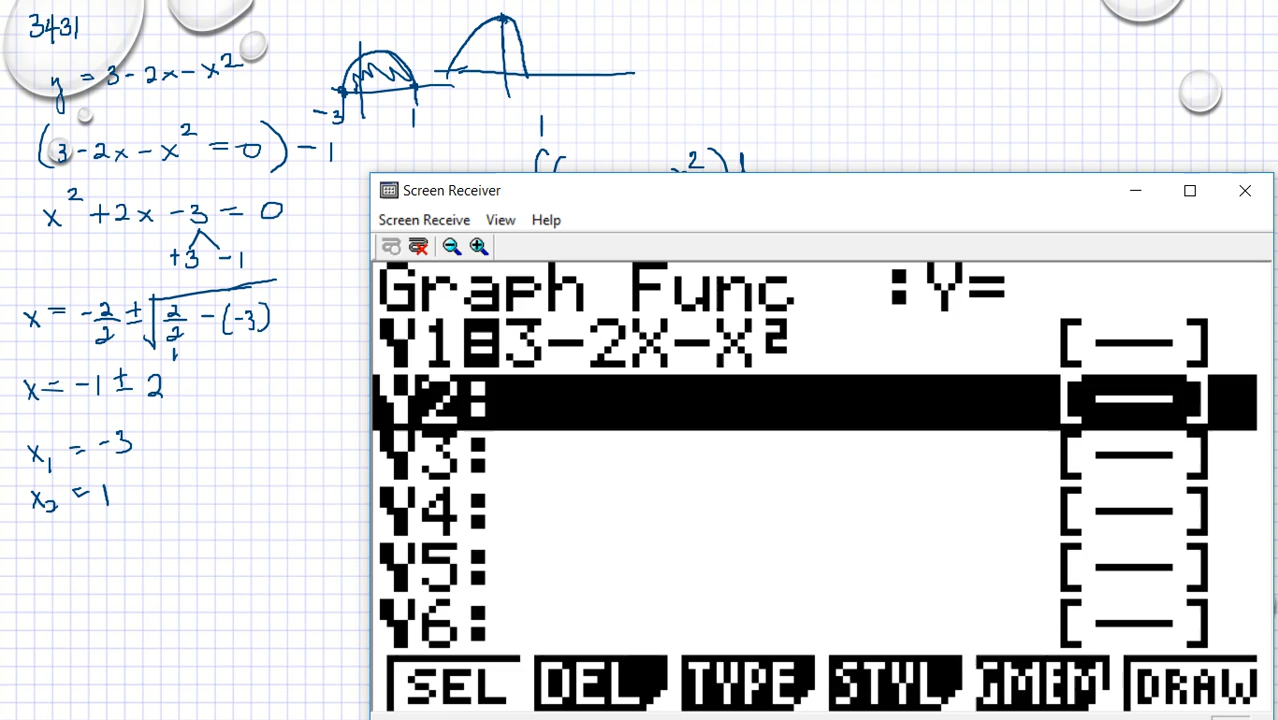 3431
y = 3 - 2x - x²
(3 - 2x - x² = 0) - 1
x² + 2x - 3 = 0
+3 -1
x = -2/2 ± √(2/2 - (-3))
1
x = -1 ± 2
x₁ = -3
x₂ = 1
-3 1
1
x²)
Screen Receiver
Screen Receive View Help
Graph Func :Y=
Y1=3-2X-X² [—]
Y2: [—]
Y3: [—]
Y4: [—]
Y5: [—]
Y6: [—]
SEL DEL TYPE STYL GMEM DRAW